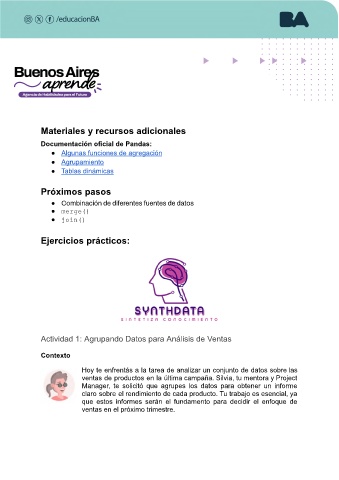 /educacionBA
BA
Buenos Aires
aprende
Agencia de Habilidades para el Futuro
Materiales y recursos adicionales
Documentación oficial de Pandas:
● Algunas funciones de agregación
● Agrupamiento
● Tablas dinámicas
Próximos pasos
● Combinación de diferentes fuentes de datos
● merge()
● join()
Ejercicios prácticos:
SYNTHDATA
SINTETIZA CONOCIMIENTO
Actividad 1: Agrupando Datos para Análisis de Ventas
Contexto
Hoy te enfrentás a la tarea de analizar un conjunto de datos sobre las
ventas de productos en la última campaña. Silvia, tu mentora y Project
Manager, te solicitó que agrupes los datos para obtener un informe
claro sobre el rendimiento de cada producto. Tu trabajo es esencial, ya
que estos informes serán el fundamento para decidir el enfoque de
ventas en el próximo trimestre.